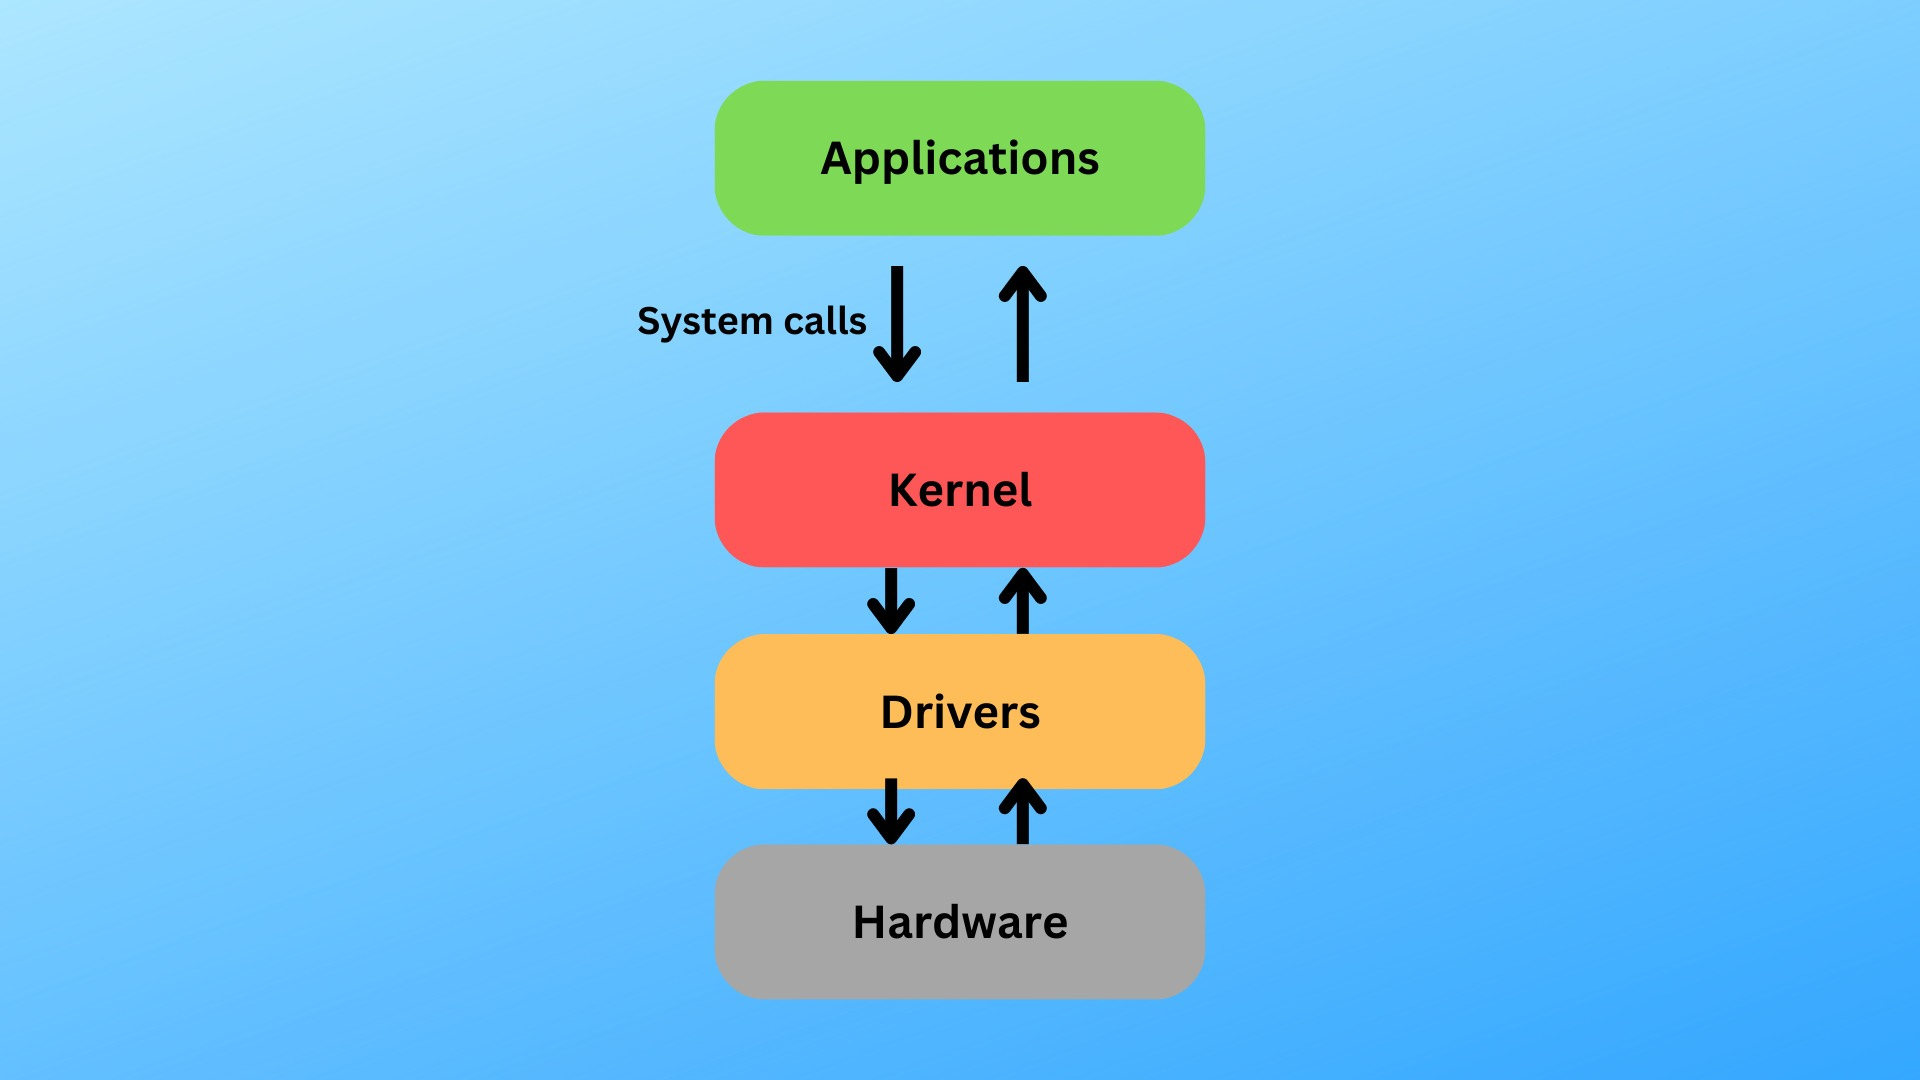 Applications
System calls
Kernel
Drivers
Hardware